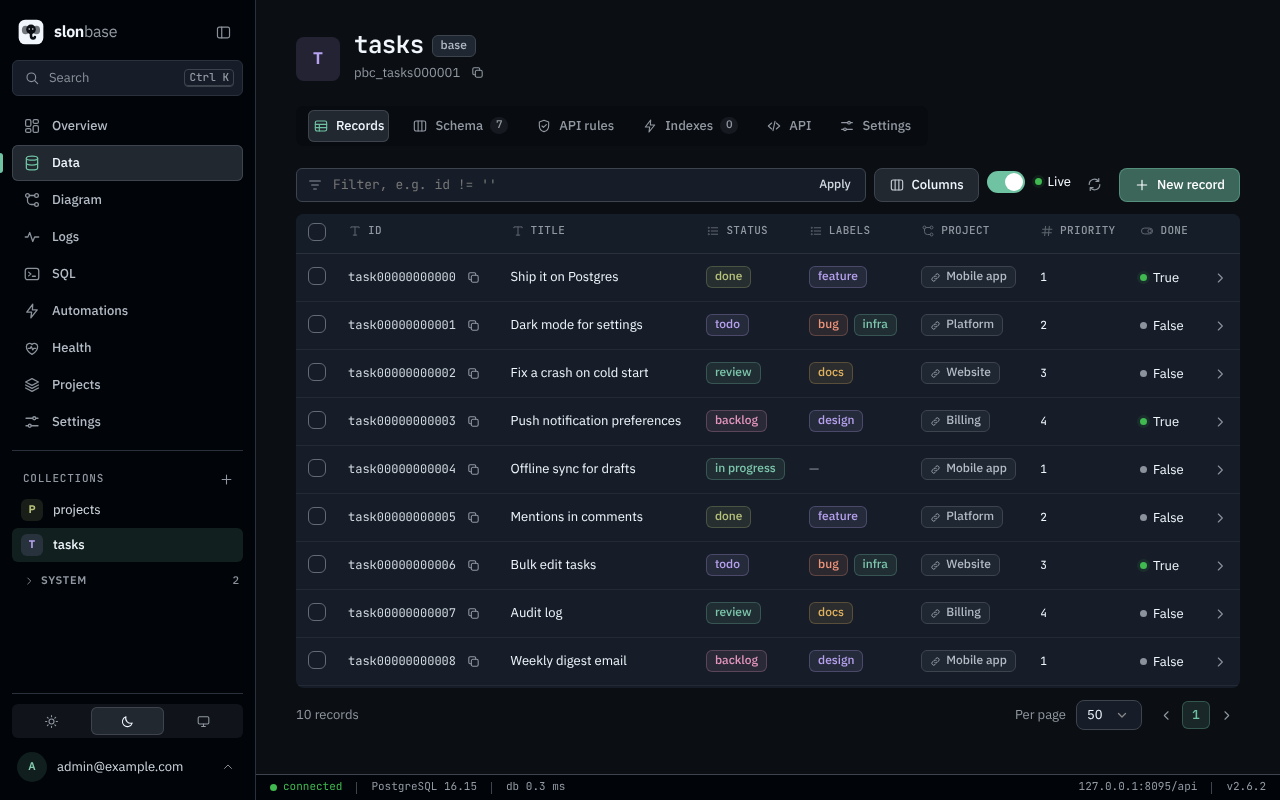 slonbase
Search Ctrl K
Overview
Data
Diagram
Logs
SQL
Automations
Health
Projects
Settings
COLLECTIONS
P projects
T tasks
SYSTEM 2
A admin@example.com
T tasks base
pbc_tasks000001
Records Schema 7 API rules Indexes 0 API Settings
Filter, e.g. id != '' Apply Columns Live New record
ID TITLE STATUS LABELS PROJECT PRIORITY DONE
task00000000000 Ship it on Postgres done feature Mobile app 1 True
task00000000001 Dark mode for settings todo bug infra Platform 2 False
task00000000002 Fix a crash on cold start review docs Website 3 False
task00000000003 Push notification preferences backlog design Billing 4 True
task00000000004 Offline sync for drafts in progress — Mobile app 1 False
task00000000005 Mentions in comments done feature Platform 2 False
task00000000006 Bulk edit tasks todo bug infra Website 3 True
task00000000007 Audit log review docs Billing 4 False
task00000000008 Weekly digest email backlog design Mobile app 1 False
10 records Per page 50 1
connected PostgreSQL 16.15 db 0.3 ms 127.0.0.1:8095/api v2.6.2